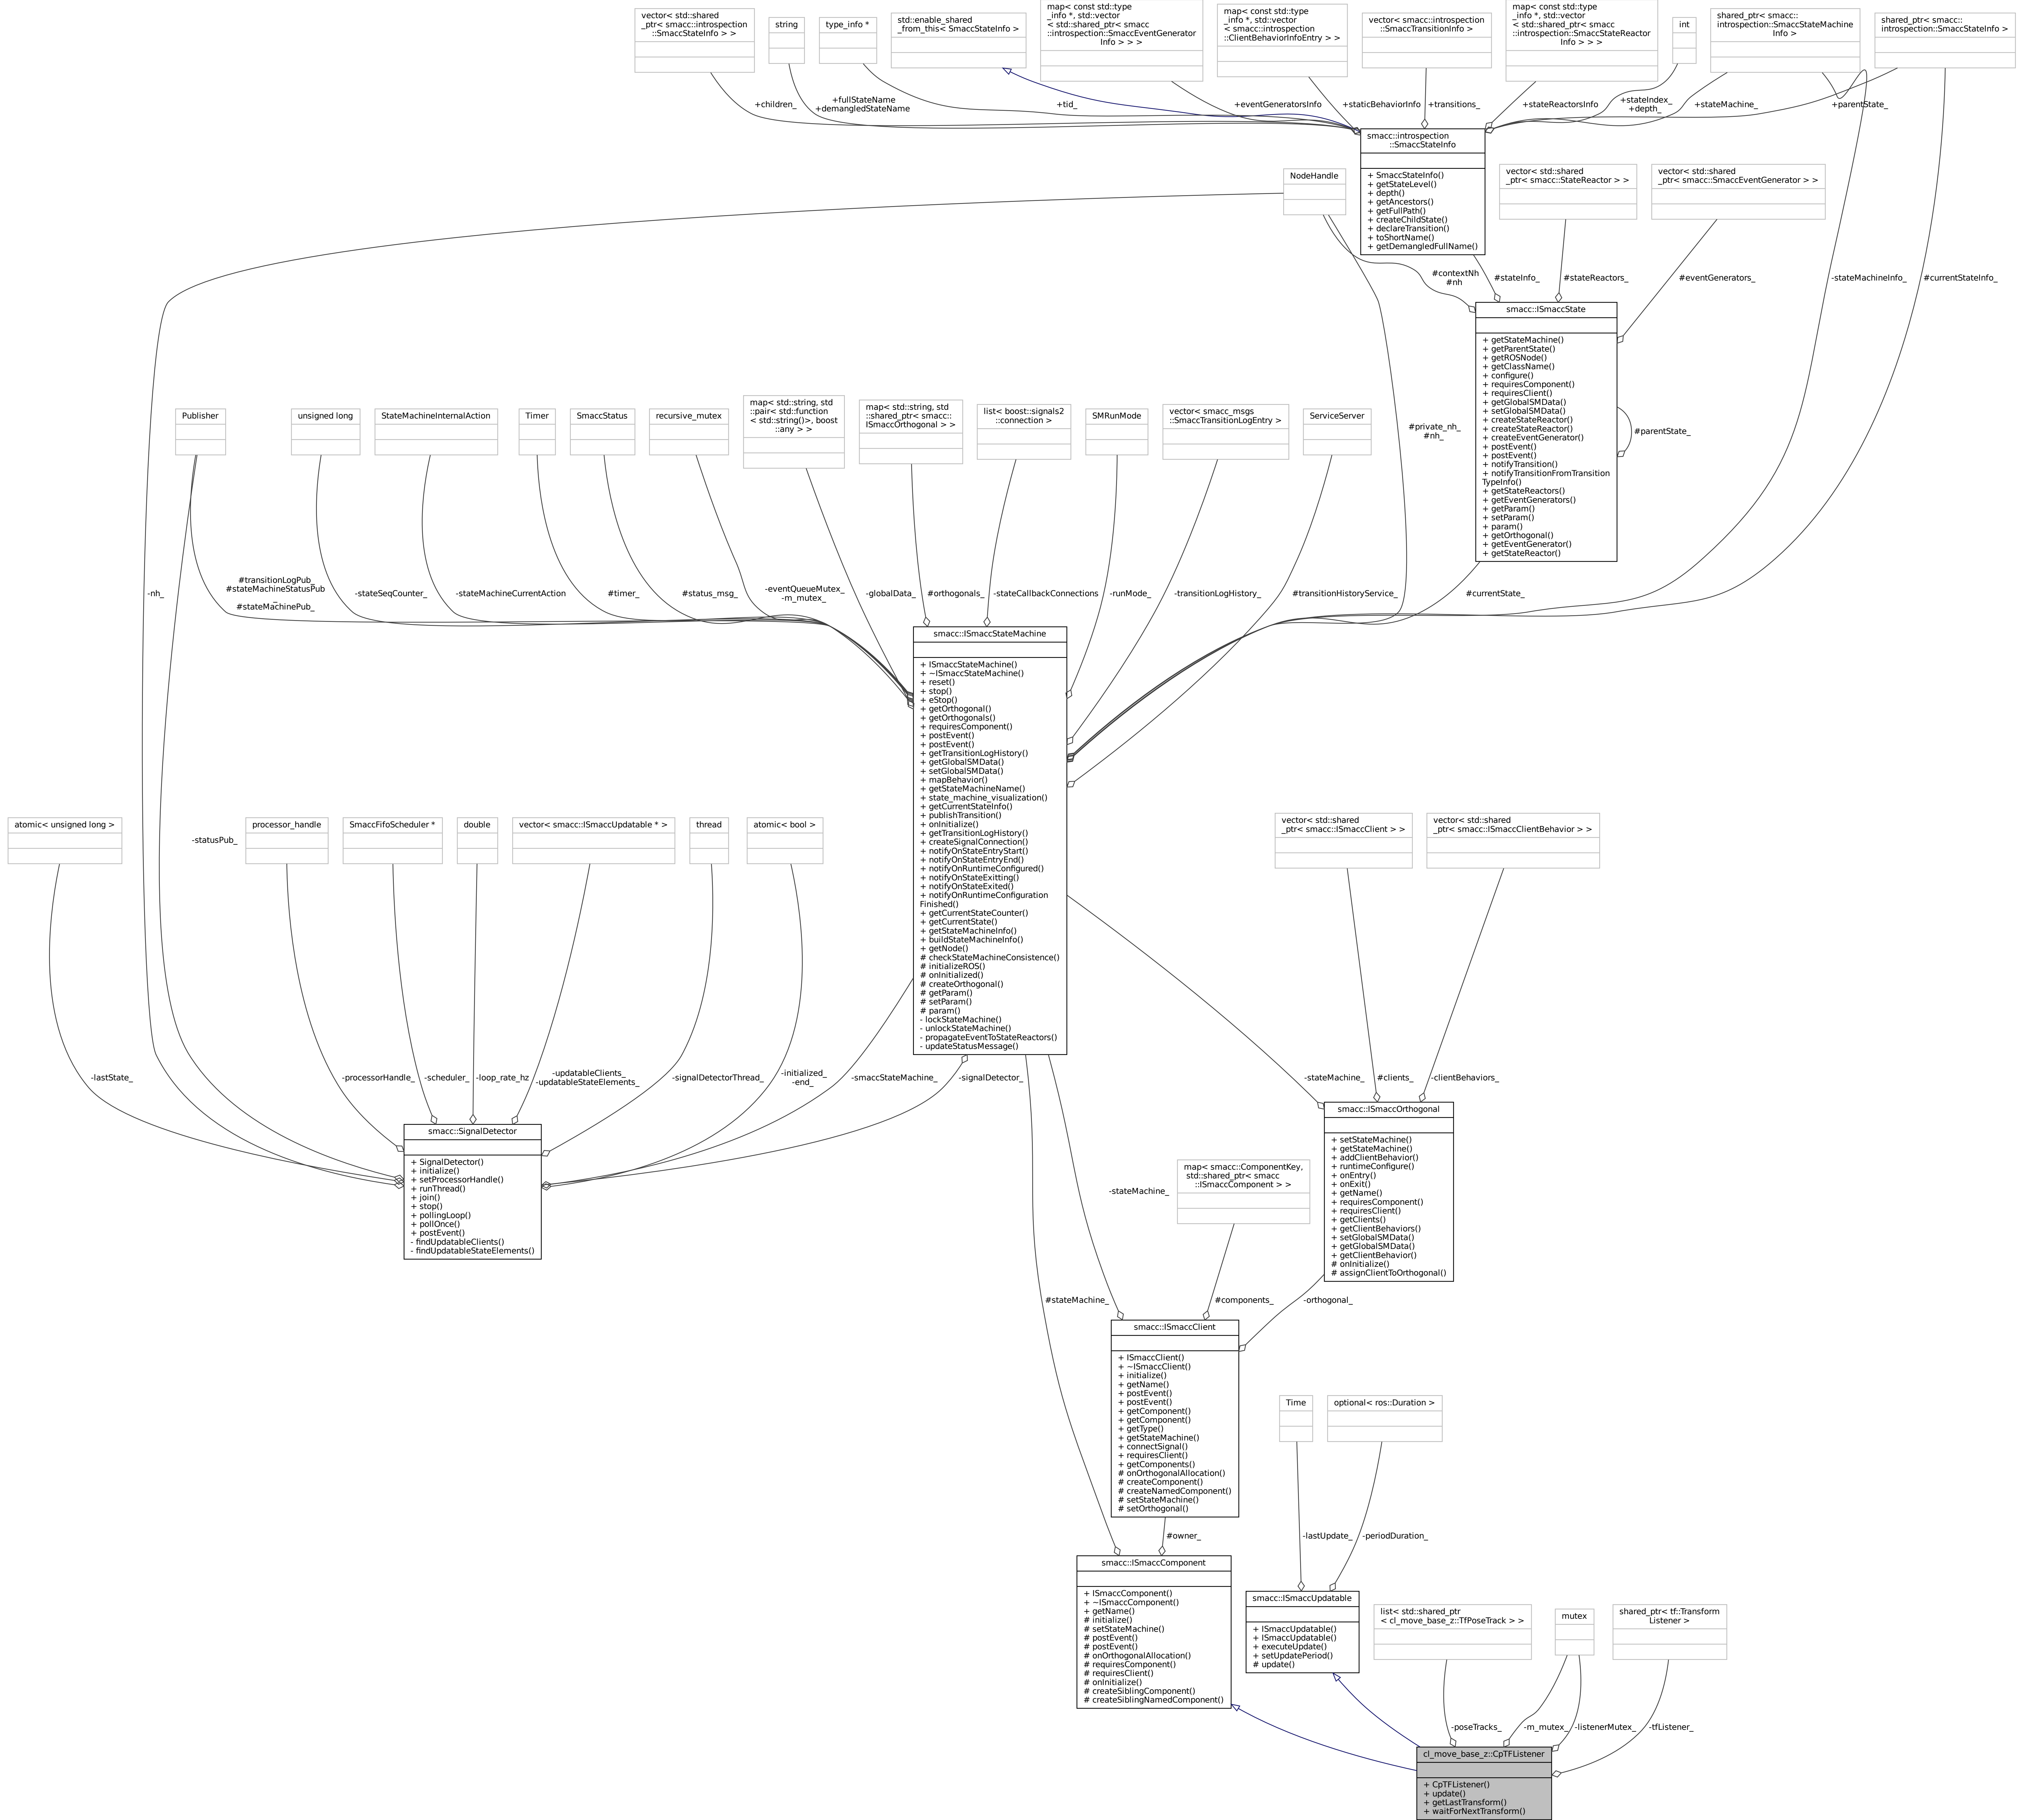 vector< std::shared
_ptr< smacc::introspection
::SmaccStateInfo > >
string
type_info *
std::enable_shared
_from_this< SmaccStateInfo >
map< const std::type
_info *, std::vector
< std::shared_ptr< smacc
::introspection::SmaccEventGenerator
Info > > >
map< const std::type
_info *, std::vector
< smacc::introspection
::ClientBehaviorInfoEntry > >
vector< smacc::introspection
::SmaccTransitionInfo >
map< const std::type
_info *, std::vector
< std::shared_ptr< smacc
::introspection::SmaccStateReactor
Info > > >
int
shared_ptr< smacc::
introspection::SmaccStateMachine
Info >
shared_ptr< smacc::
introspection::SmaccStateInfo >
+children_
+fullStateName
+demangledStateName
+tid_
+eventGeneratorsInfo
+staticBehaviorInfo
+transitions_
+stateReactorsInfo
+stateIndex_
+depth_
+stateMachine_
+parentState_
smacc::introspection
::SmaccStateInfo
+ SmaccStateInfo()
+ getStateLevel()
+ depth()
+ getAncestors()
+ getFullPath()
+ createChildState()
+ declareTransition()
+ toShortName()
+ getDemangledFullName()
NodeHandle
vector< std::shared
_ptr< smacc::StateReactor > >
vector< std::shared
_ptr< smacc::SmaccEventGenerator > >
#contextNh
#nh
#stateInfo_
#stateReactors_
#eventGenerators_
-stateMachineInfo_
#currentStateInfo_
smacc::ISmaccState
+ getStateMachine()
+ getParentState()
+ getROSNode()
+ getClassName()
+ configure()
+ requiresComponent()
+ requiresClient()
+ getGlobalSMData()
+ setGlobalSMData()
+ createStateReactor()
+ createStateReactor()
+ createEventGenerator()
+ postEvent()
+ postEvent()
+ notifyTransition()
+ notifyTransitionFromTransition
TypeInfo()
+ getStateReactors()
+ getEventGenerators()
+ getParam()
+ setParam()
+ param()
+ getOrthogonal()
+ getEventGenerator()
+ getStateReactor()
#parentState_
Publisher
unsigned long
StateMachineInternalAction
Timer
SmaccStatus
recursive_mutex
map< std::string, std
::pair< std::function
< std::string()>, boost
::any > >
map< std::string, std
::shared_ptr< smacc::
ISmaccOrthogonal > >
list< boost::signals2
::connection >
SMRunMode
vector< smacc_msgs
::SmaccTransitionLogEntry >
ServiceServer
#private_nh_
#nh_
-nh_
#transitionLogPub_
#stateMachineStatusPub
_
#stateMachinePub_
-stateSeqCounter_
-stateMachineCurrentAction
#timer_
#status_msg_
-eventQueueMutex_
-m_mutex_
-globalData_
#orthogonals_
-stateCallbackConnections
-runMode_
-transitionLogHistory_
#transitionHistoryService_
#currentState_
smacc::ISmaccStateMachine
+ ISmaccStateMachine()
+ ~ISmaccStateMachine()
+ reset()
+ stop()
+ eStop()
+ getOrthogonal()
+ getOrthogonals()
+ requiresComponent()
+ postEvent()
+ postEvent()
+ getTransitionLogHistory()
+ getGlobalSMData()
+ setGlobalSMData()
+ mapBehavior()
+ getStateMachineName()
+ state_machine_visualization()
+ getCurrentStateInfo()
+ publishTransition()
+ onInitialize()
+ getTransitionLogHistory()
+ createSignalConnection()
+ notifyOnStateEntryStart()
+ notifyOnStateEntryEnd()
+ notifyOnRuntimeConfigured()
+ notifyOnStateExitting()
+ notifyOnStateExited()
+ notifyOnRuntimeConfiguration
Finished()
+ getCurrentStateCounter()
+ getCurrentState()
+ getStateMachineInfo()
+ buildStateMachineInfo()
+ getNode()
# checkStateMachineConsistence()
# initializeROS()
# onInitialized()
# createOrthogonal()
# getParam()
# setParam()
# param()
- lockStateMachine()
- unlockStateMachine()
- propagateEventToStateReactors()
- updateStatusMessage()
atomic< unsigned long >
-statusPub_
processor_handle
SmaccFifoScheduler *
double
vector< smacc::ISmaccUpdatable * >
thread
atomic< bool >
vector< std::shared
_ptr< smacc::ISmaccClient > >
vector< std::shared
_ptr< smacc::ISmaccClientBehavior > >
-lastState_
-processorHandle_
-scheduler_
-loop_rate_hz
-updatableClients_
-updatableStateElements_
-signalDetectorThread_
-initialized_
-end_
-smaccStateMachine_
-signalDetector_
-stateMachine_
#clients_
-clientBehaviors_
smacc::SignalDetector
+ SignalDetector()
+ initialize()
+ setProcessorHandle()
+ runThread()
+ join()
+ stop()
+ pollingLoop()
+ pollOnce()
+ postEvent()
- findUpdatableClients()
- findUpdatableStateElements()
smacc::ISmaccOrthogonal
+ setStateMachine()
+ getStateMachine()
+ addClientBehavior()
+ runtimeConfigure()
+ onEntry()
+ onExit()
+ getName()
+ requiresComponent()
+ requiresClient()
+ getClients()
+ getClientBehaviors()
+ setGlobalSMData()
+ getGlobalSMData()
+ getClientBehavior()
# onInitialize()
# assignClientToOrthogonal()
-stateMachine_
map< smacc::ComponentKey,
std::shared_ptr< smacc
::ISmaccComponent > >
#stateMachine_
#components_
-orthogonal_
smacc::ISmaccClient
+ ISmaccClient()
+ ~ISmaccClient()
+ initialize()
+ getName()
+ postEvent()
+ postEvent()
+ getComponent()
+ getComponent()
+ getType()
+ getStateMachine()
+ connectSignal()
+ requiresClient()
+ getComponents()
# onOrthogonalAllocation()
# createComponent()
# createNamedComponent()
# setStateMachine()
# setOrthogonal()
Time
optional< ros::Duration >
#owner_
-lastUpdate_
-periodDuration_
smacc::ISmaccComponent
+ ISmaccComponent()
+ ~ISmaccComponent()
+ getName()
# initialize()
# setStateMachine()
# postEvent()
# postEvent()
# onOrthogonalAllocation()
# requiresComponent()
# requiresClient()
# onInitialize()
# createSiblingComponent()
# createSiblingNamedComponent()
smacc::ISmaccUpdatable
+ ISmaccUpdatable()
+ ISmaccUpdatable()
+ executeUpdate()
+ setUpdatePeriod()
# update()
list< std::shared_ptr
< cl_move_base_z::TfPoseTrack > >
mutex
shared_ptr< tf::Transform
Listener >
-poseTracks_
-m_mutex_
-listenerMutex_
-tfListener_
cl_move_base_z::CpTFListener
+ CpTFListener()
+ update()
+ getLastTransform()
+ waitForNextTransform()